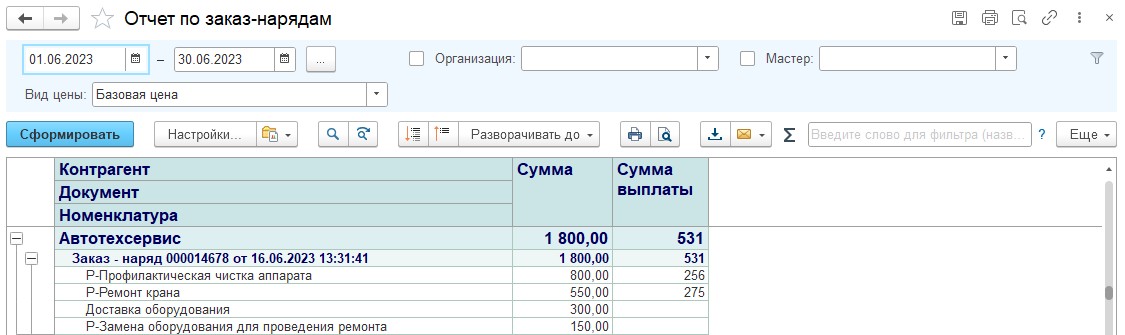 Отчет по заказ-нарядам
01.06.2023 – 30.06.2023 ... Организация: Мастер:
Вид цены: Базовая цена
Сформировать Настройки... Разворачивать до Σ Введите слово для фильтра (назв... ? Еще
Контрагент Сумма Сумма выплаты
Документ
Номенклатура
Автотехсервис 1 800,00 531
Заказ - наряд 000014678 от 16.06.2023 13:31:41 1 800,00 531
Р-Профилактическая чистка аппарата 800,00 256
Р-Ремонт крана 550,00 275
Доставка оборудования 300,00
Р-Замена оборудования для проведения ремонта 150,00